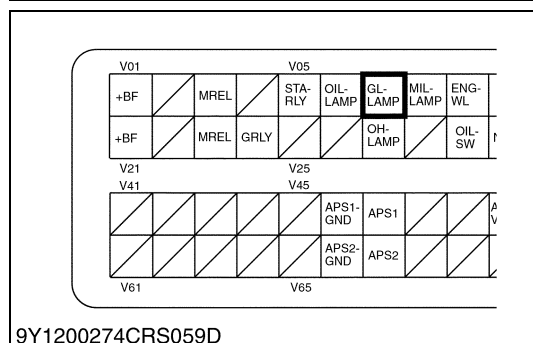 V01 V05
+BF MREL STA-RLY OIL-LAMP GL-LAMP MIL-LAMP ENG-WL
+BF MREL GRLY OH-LAMP OIL-SW
V21 V25
V41 V45
APS1-GND APS1
APS2-GND APS2
V61 V65
9Y1200274CRS059D